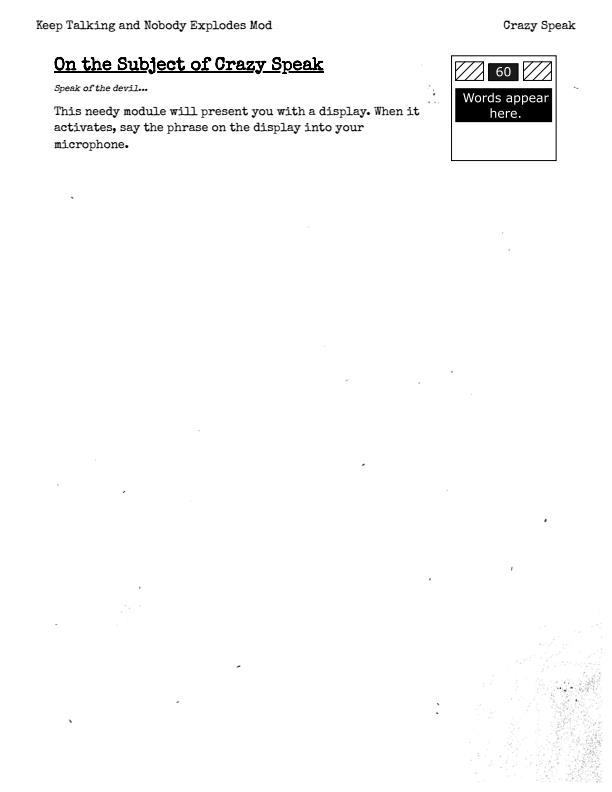 Keep Talking and Nobody Explodes Mod
Crazy Speak
On the Subject of Crazy Speak
Speak of the devil...
This needy module will present you with a display. When it
activates, say the phrase on the display into your
microphone.
60
Words appear
here.